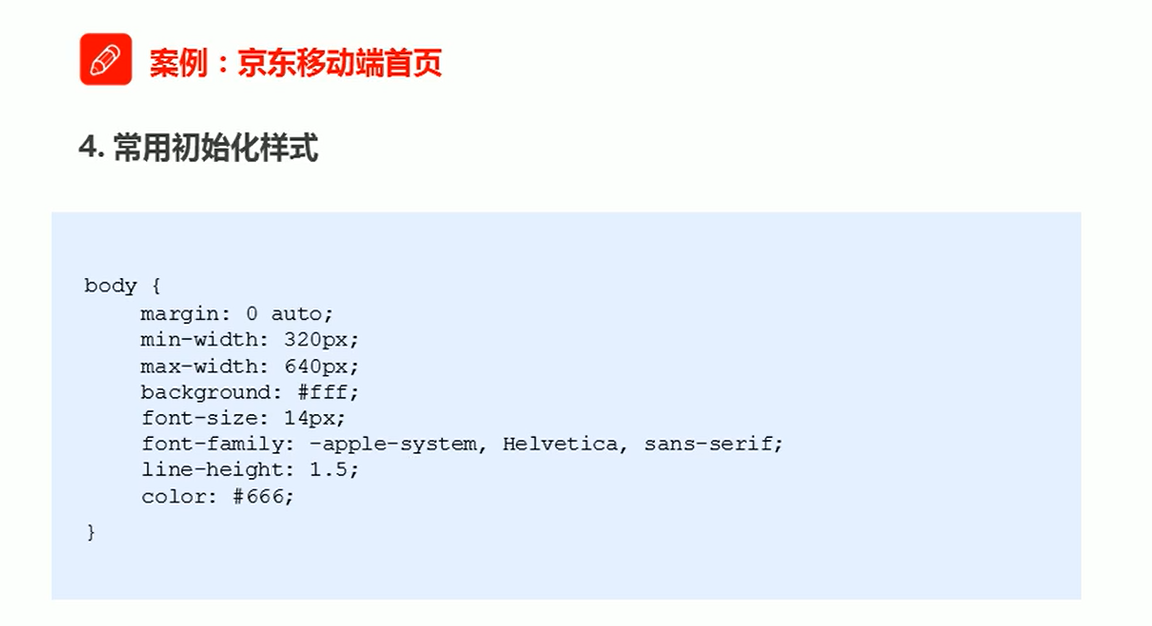 案例：京东移动端首页
4. 常用初始化样式
body {
margin: 0 auto;
min-width: 320px;
max-width: 640px;
background: #fff;
font-size: 14px;
font-family: -apple-system, Helvetica, sans-serif;
line-height: 1.5;
color: #666;
}